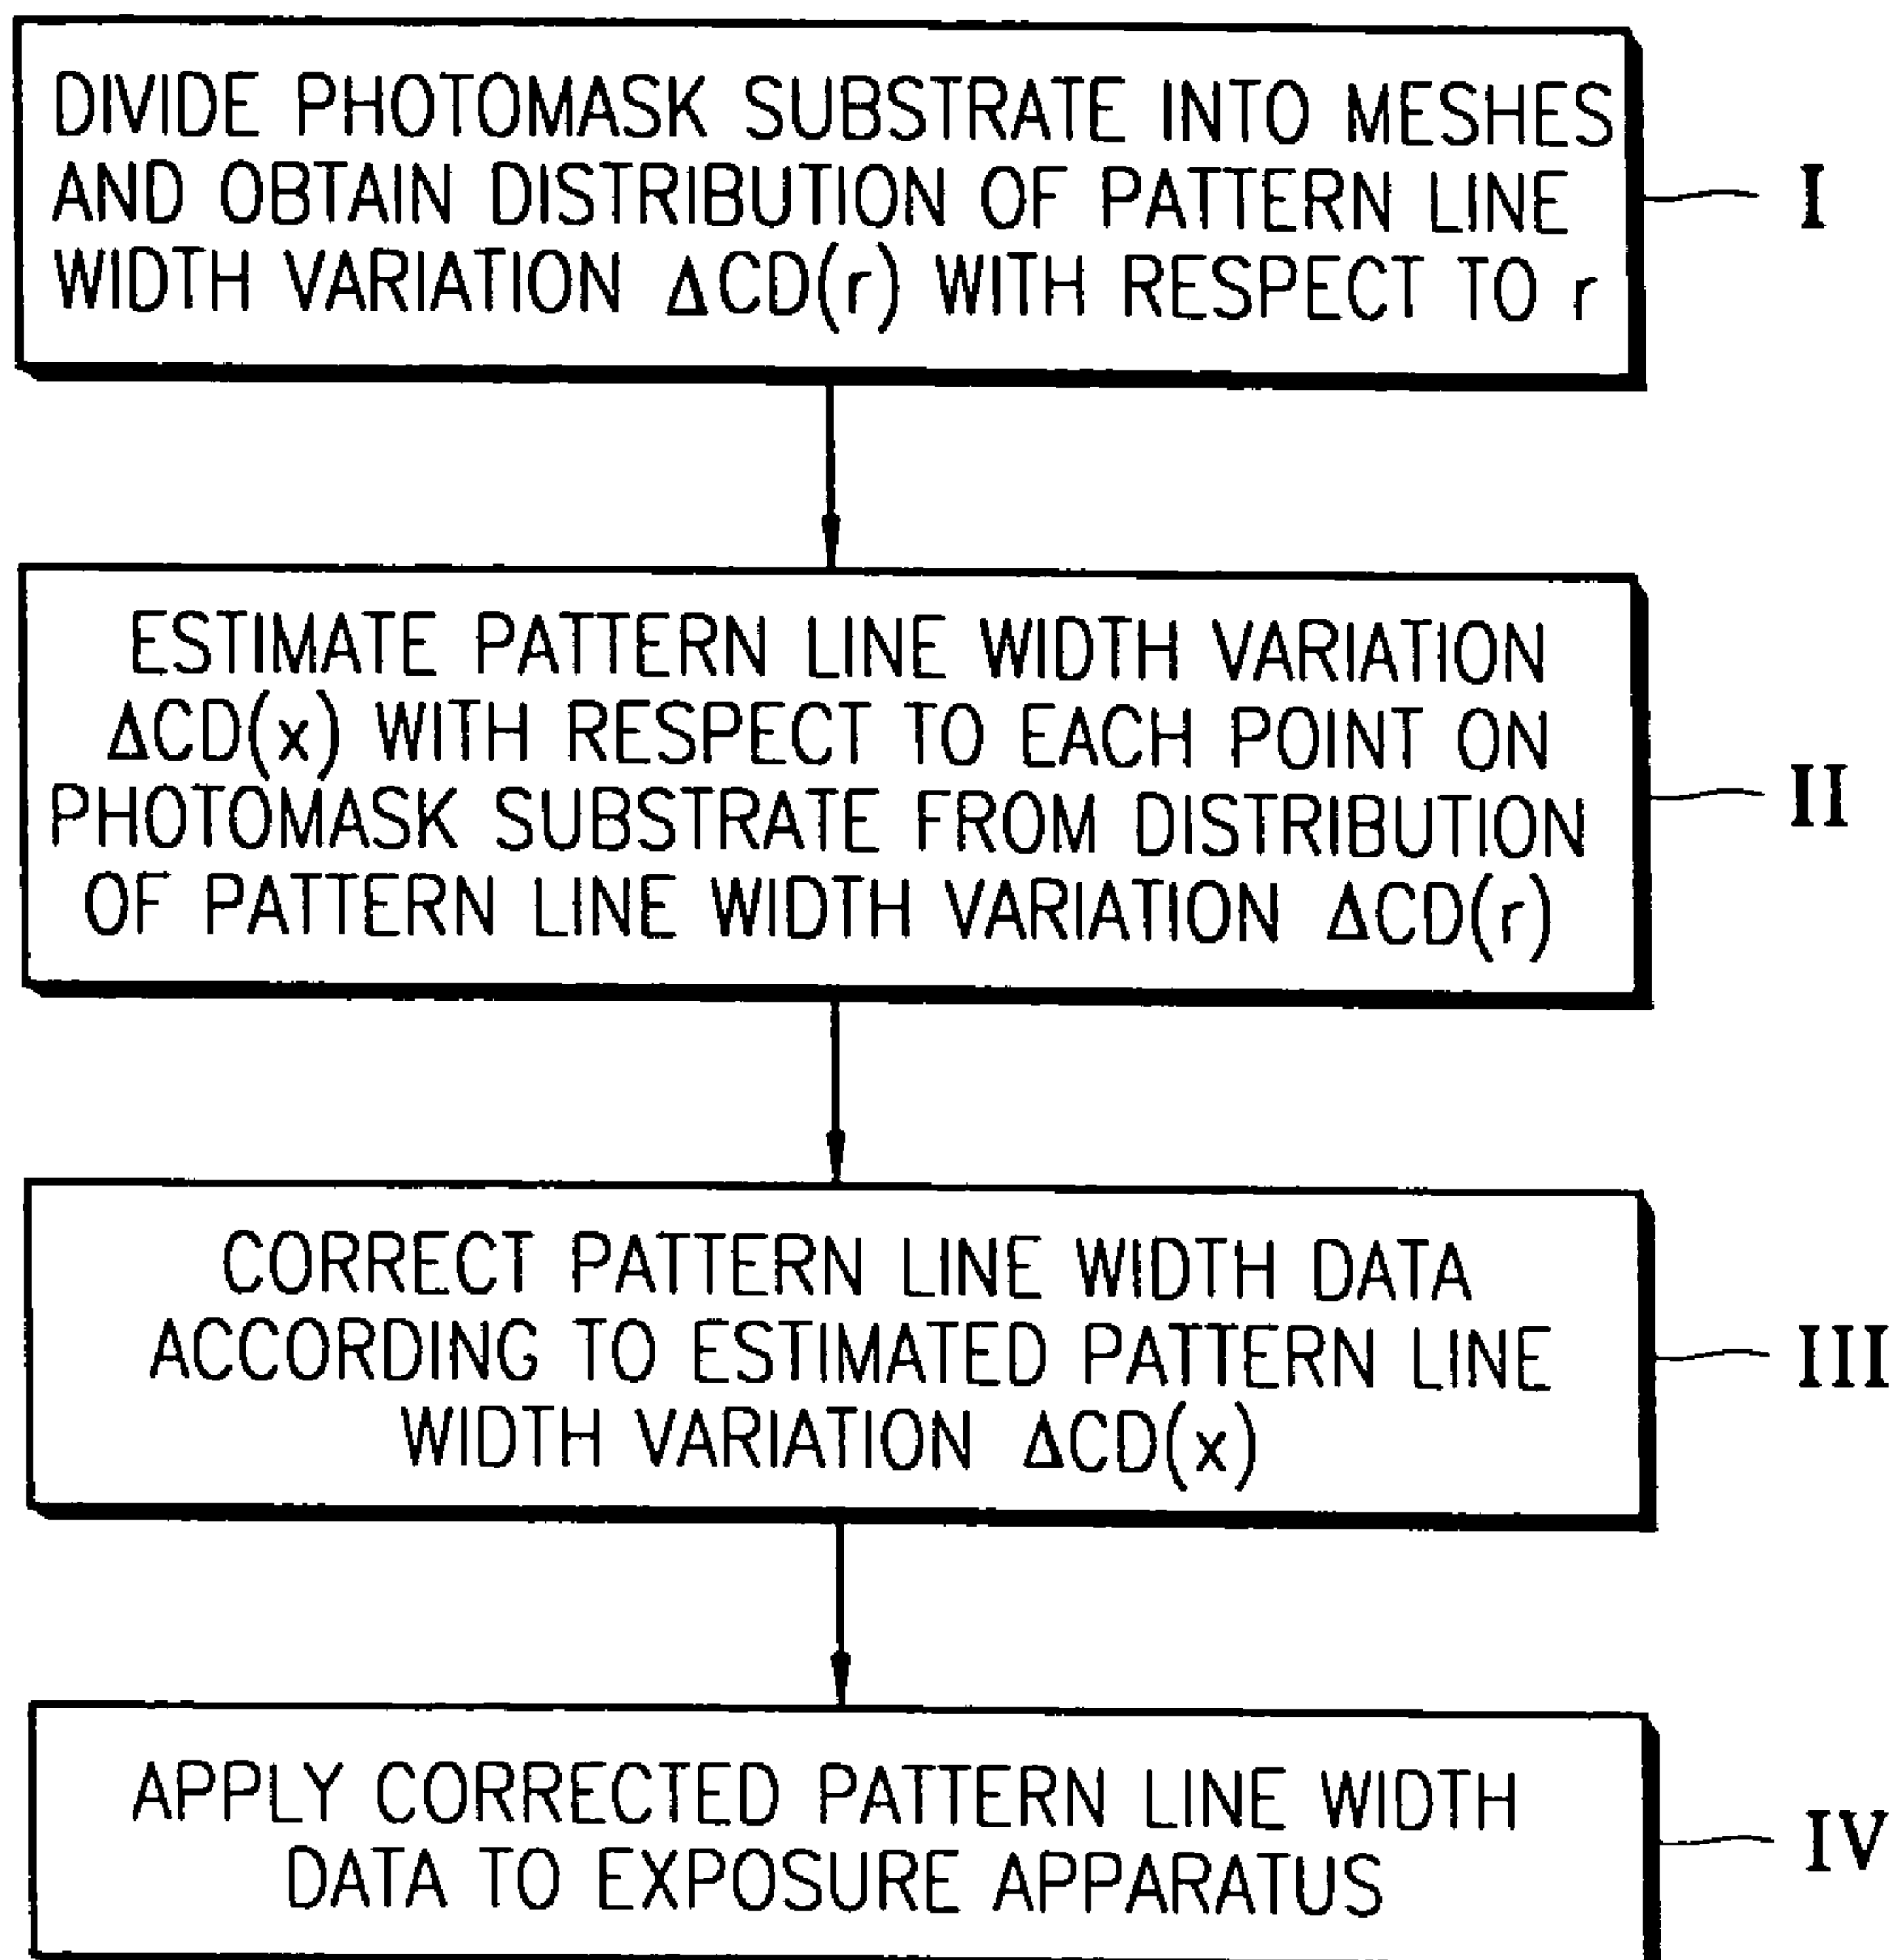 DIVIDE PHOTOMASK SUBSTRATE INTO MESHES
AND OBTAIN DISTRIBUTION OF PATTERN LINE
WIDTH VARIATION ΔCD(r) WITH RESPECT TO r
I
ESTIMATE PATTERN LINE WIDTH VARIATION
ΔCD(x) WITH RESPECT TO EACH POINT ON
PHOTOMASK SUBSTRATE FROM DISTRIBUTION
OF PATTERN LINE WIDTH VARIATION ΔCD(r)
II
CORRECT PATTERN LINE WIDTH DATA
ACCORDING TO ESTIMATED PATTERN LINE
WIDTH VARIATION ΔCD(x)
III
APPLY CORRECTED PATTERN LINE WIDTH
DATA TO EXPOSURE APPARATUS
IV